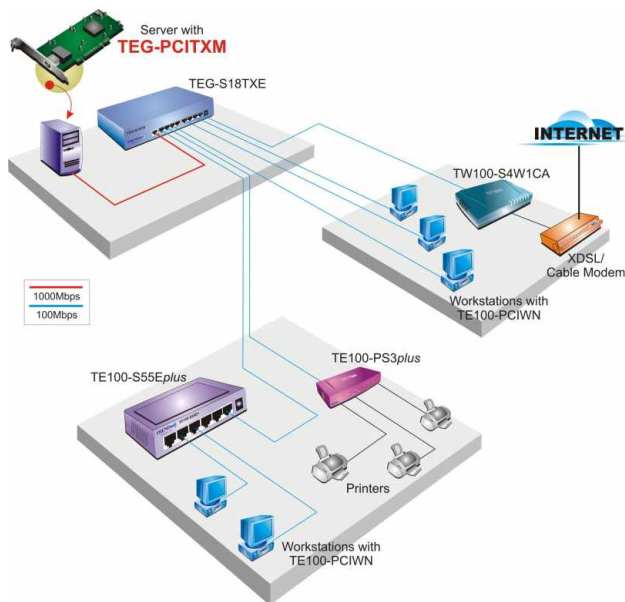 Server with
TEG-PCITXM
TEG-S18TXE
INTERNET
TW100-S4W1CA
XDSL/
Cable Modem
Workstations with
TE100-PCIWN
1000Mbps
100Mbps
TE100-S55Eplus
TE100-PS3plus
Printers
Workstations with
TE100-PCIWN